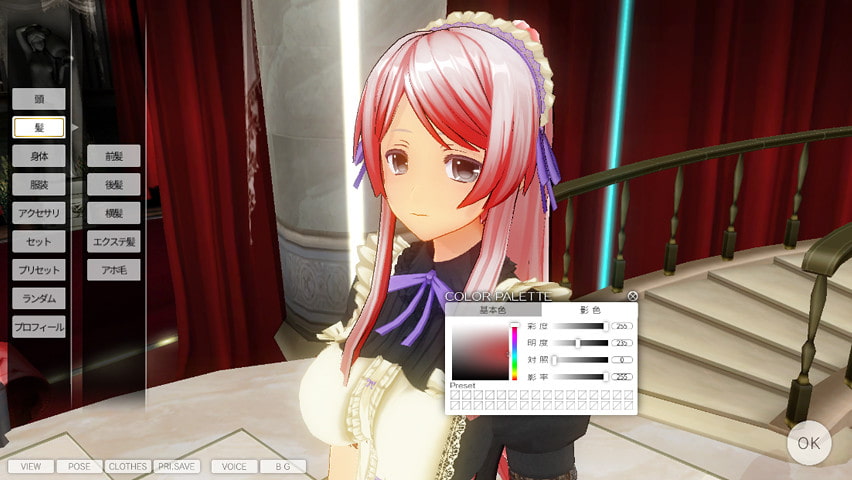 頭
髪
身体
服装
アクセサリ
セット
プリセット
ランダム
プロフィール
前髪
後髪
横髪
エクステ髪
アホ毛
COLOR PALETTE
基本色 影色
彩度 255
明度 235
対照 0
影率 255
Preset
VIEW POSE CLOTHES PRI.SAVE VOICE B G
OK